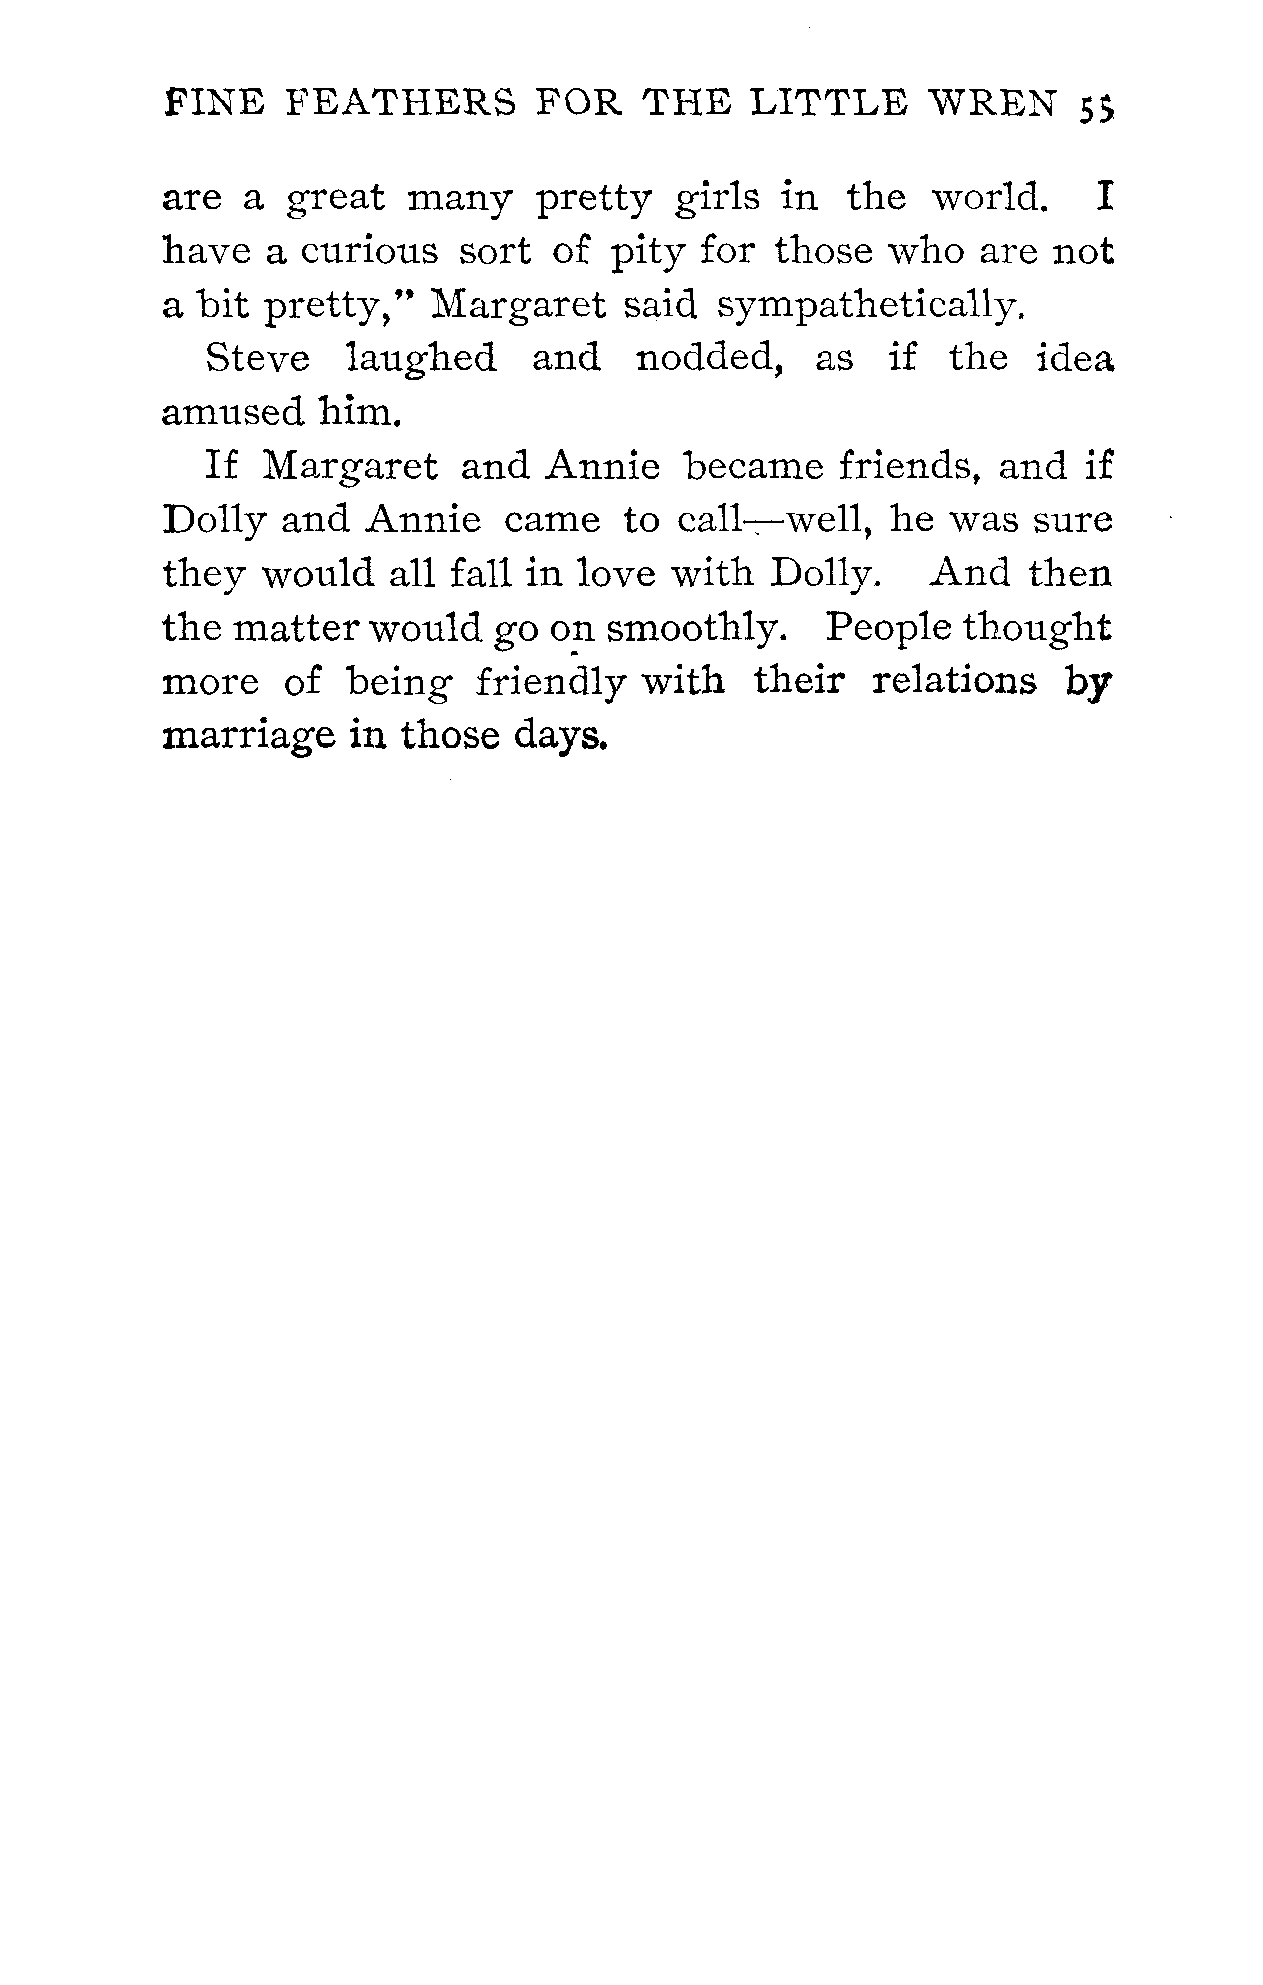 FINE FEATHERS FOR THE LITTLE WREN 55
are a great many pretty girls in the world. I
have a curious sort of pity for those who are not
a bit pretty,” Margaret said sympathetically.
Steve laughed and nodded, as if the idea
amused him.
If Margaret and Annie became friends, and if
Dolly and Annie came to call—well, he was sure
they would all fall in love with Dolly. And then
the matter would go on smoothly. People thought
more of being friendly with their relations by
marriage in those days.